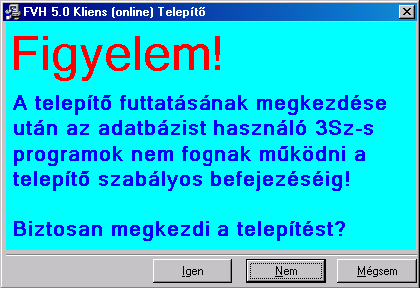 FVH 5.0 Kliens (online) Telepítő
Figyelem!
A telepítő futtatásának megkezdése
után az adatbázist használó 3Sz-s
programok nem fognak működni a
telepítő szabályos befejezéséig!
Biztosan megkezdi a telepítést?
Igen
Nem
Mégsem